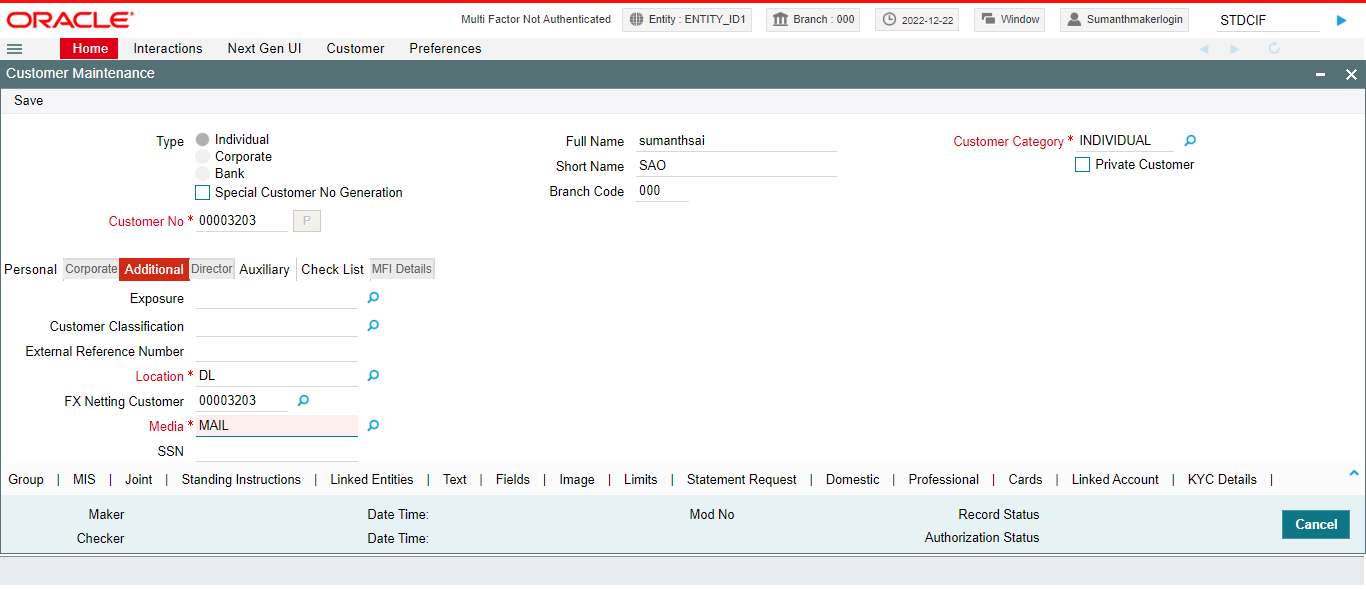 ORACLE®
Multi Factor Not Authenticated Entity : ENTITY_ID1 Branch : 000 2022-12-22 Window Sumanthmakerlogin STDCIF
Home Interactions Next Gen UI Customer Preferences
Customer Maintenance
Save
Type Individual Full Name sumanthsai Customer Category * INDIVIDUAL
Corporate Short Name SAO Private Customer
Bank
Special Customer No Generation Branch Code 000
Customer No * 00003203 P
Personal Corporate Additional Director Auxiliary Check List MFI Details
Exposure
Customer Classification
External Reference Number
Location * DL
FX Netting Customer 00003203
Media * MAIL
SSN
Group | MIS | Joint | Standing Instructions | Linked Entities | Text | Fields | Image | Limits | Statement Request | Domestic | Professional | Cards | Linked Account | KYC Details |
Maker Date Time: Mod No Record Status
Checker Date Time: Authorization Status
Cancel